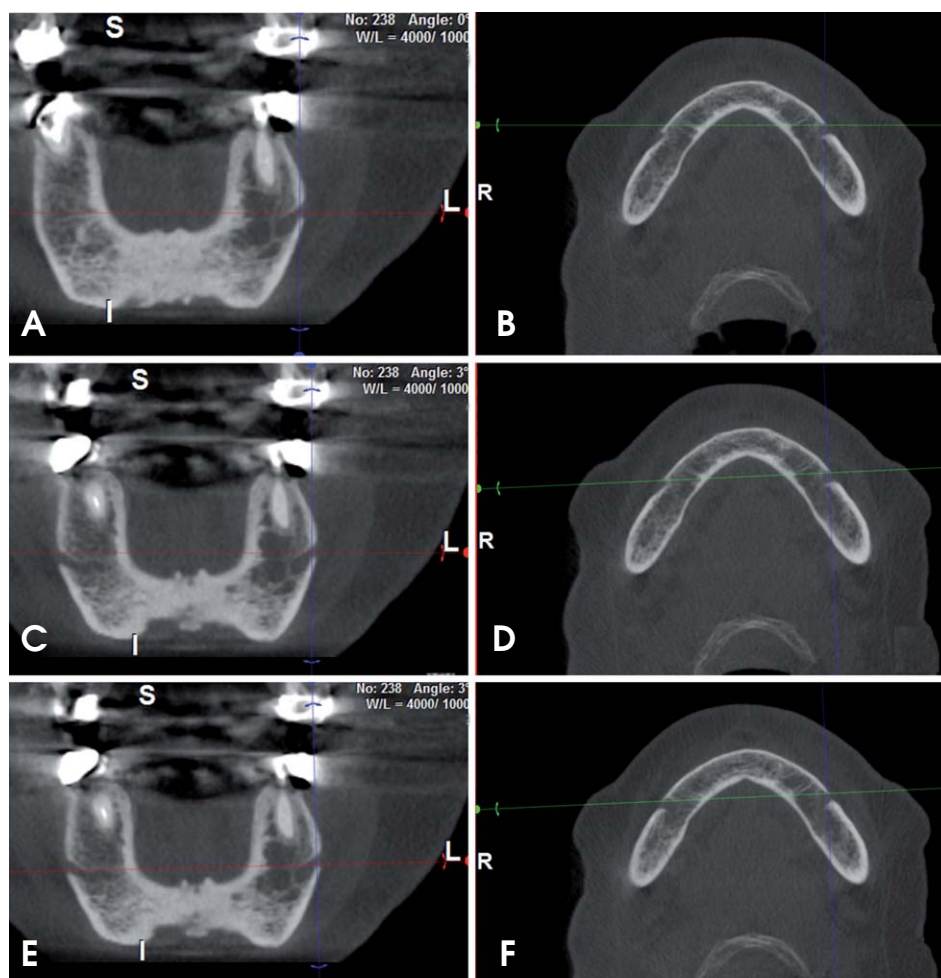 No: 238 Angle: 0°
W/L = 4000/ 1000
S
L
I
A
R
B
No: 238 Angle: 3°
W/L = 4000/ 1000
S
L
I
C
R
D
No: 238 Angle: 3°
W/L = 4000/ 1000
S
L
I
E
R
F